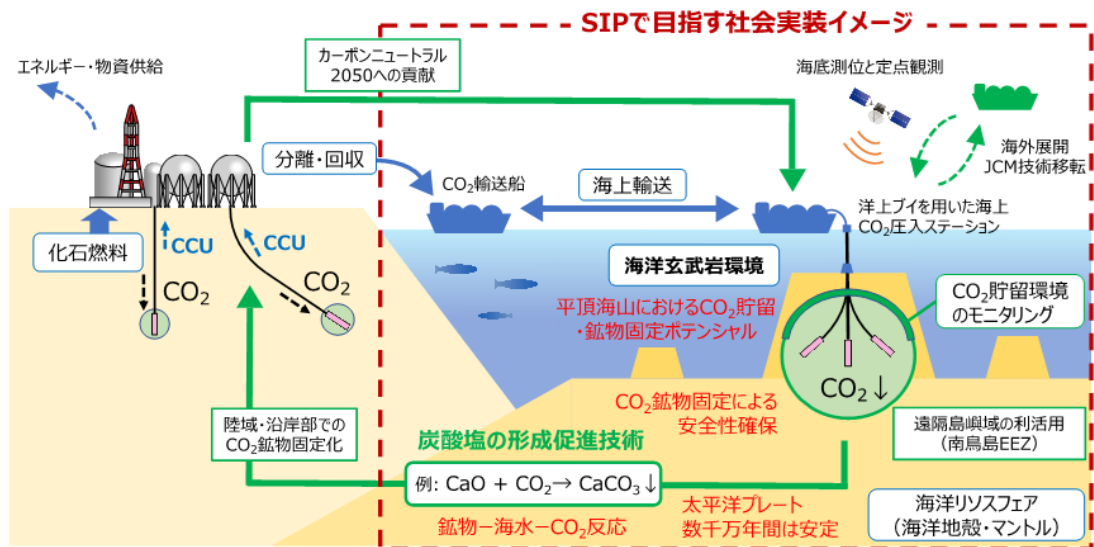 SIPで目指す社会実装イメージ
カーボンニュートラル
2050への貢献
エネルギー・物資供給
海底測位と定点観測
海外展開
JCM技術移転
分離・回収
CO₂輸送船
海上輸送
洋上ブイを用いた海上
CO₂圧入ステーション
化石燃料
CCU
CCU
CO₂
CO₂
海洋玄武岩環境
平頂海山におけるCO₂貯留
・鉱物固定ポテンシャル
CO₂貯留環境
のモニタリング
CO₂↓
CO₂鉱物固定による
安全性確保
陸域・沿岸部での
CO₂鉱物固定化
炭酸塩の形成促進技術
例: CaO + CO₂→ CaCO₃↓
鉱物－海水－CO₂反応
太平洋プレート
数千万年間は安定
遠隔島嶼域の利活用
（南鳥島EEZ）
海洋リソスフェア
（海洋地殻・マントル）